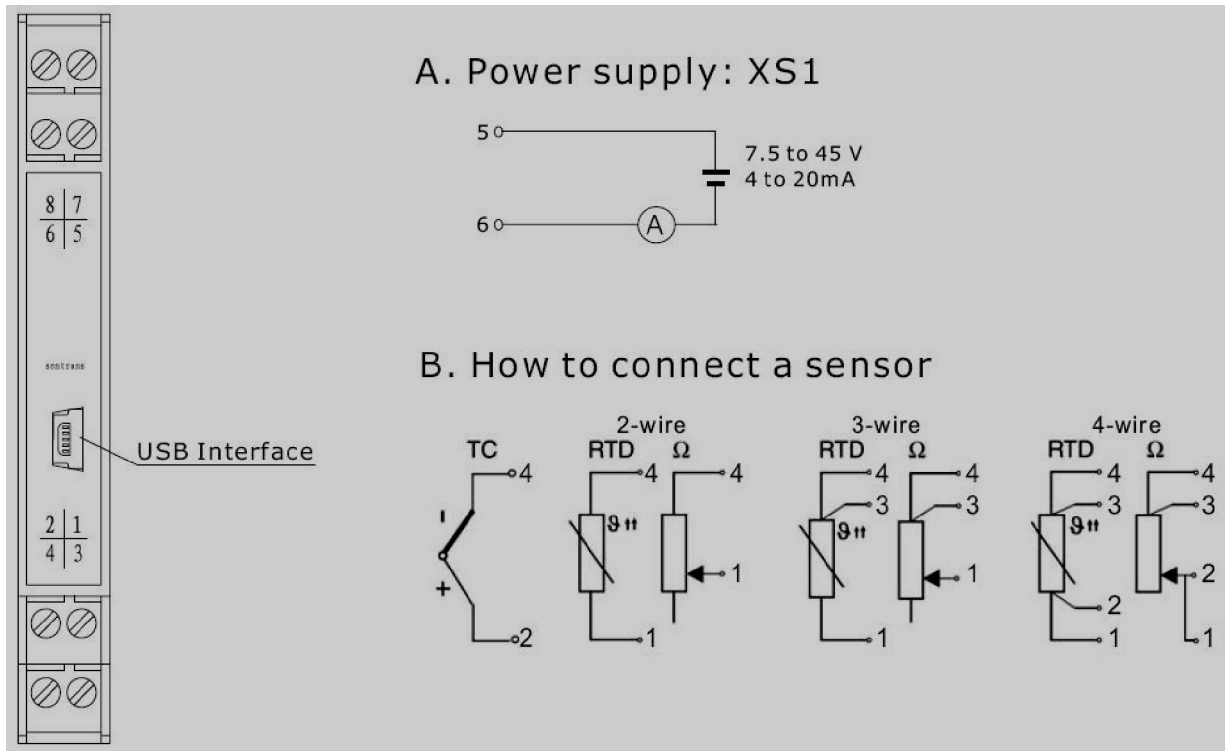 8 7
6 5
sentrans
USB Interface
2 1
4 3
A. Power supply: XS1
5
7.5 to 45 V
4 to 20mA
6
A
B. How to connect a sensor
2-wire
3-wire
4-wire
TC
RTD
Ω
RTD
Ω
RTD
Ω
4
4
4
4
4
4
4
3
3
3
3
-
+
ϑ
ϑ
ϑ
1
1
2
2
2
1
1
1
1